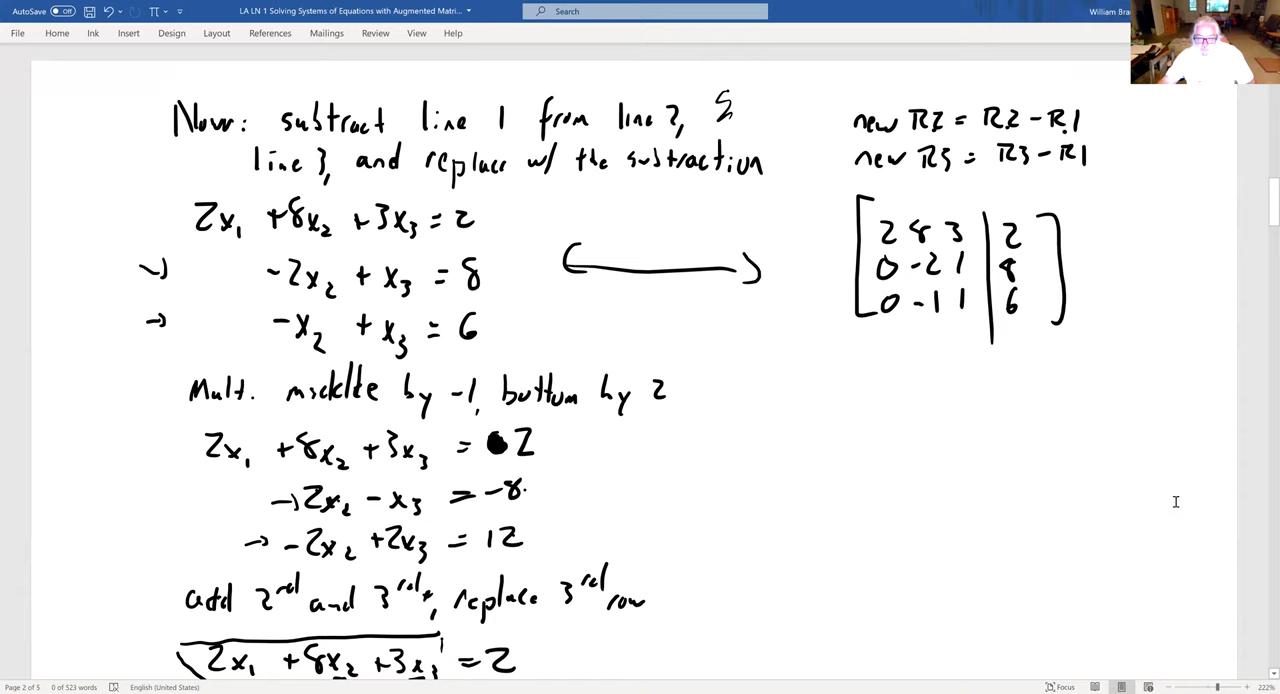 AutoSave Off LA LN 1 Solving Systems of Equations with Augmented Matri... Search William Bra
File Home Ink Insert Design Layout References Mailings Review View Help
Now: subtract line 1 from line 2, &
line 3, and replace w/ the subtraction
2x₁ +8x₂ +3x₃ = 2
→ -2x₂ + x₃ = 8
→ -x₂ + x₃ = 6
Mult. middle by -1, bottom by 2
2x₁ +8x₂ +3x₃ = 2
→ 2x₂ - x₃ = -8
→ -2x₂ +2x₃ = 12
add 2nd and 3rd, replace 3rd row
2x₁ +8x₂ +3x₃ = 2
new R2 = R2 - R1
new R3 = R3 - R1
2 8 3 | 2
0 -2 1 | 8
0 -1 1 | 6
Page 2 of 5 0 of 523 words English (United States) Focus 222%